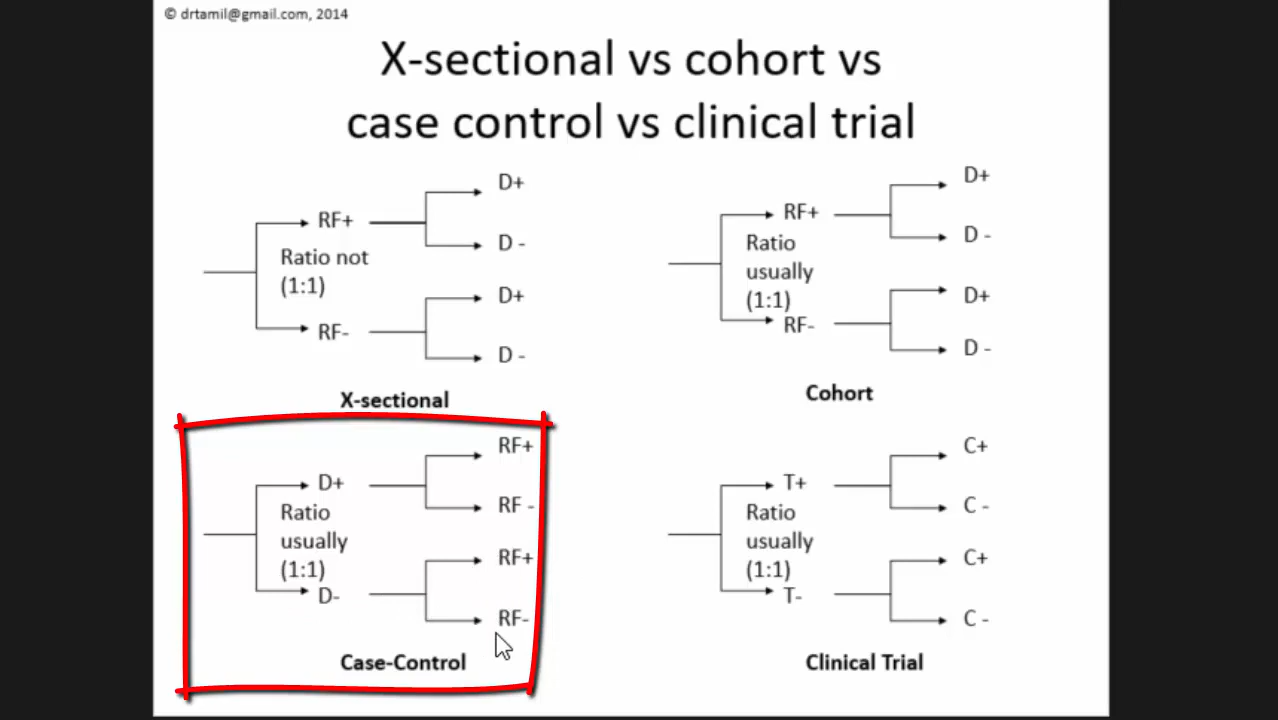 © drtamil@gmail.com, 2014
X-sectional vs cohort vs
case control vs clinical trial
D+
RF+
Ratio not
(1:1)
D -
D+
RF-
D -
X-sectional
D+
RF+
Ratio
usually
(1:1)
D -
D+
RF-
D -
Cohort
RF+
D+
Ratio
usually
(1:1)
RF -
RF+
D-
RF-
Case-Control
C+
T+
Ratio
usually
(1:1)
C -
C+
T-
C -
Clinical Trial